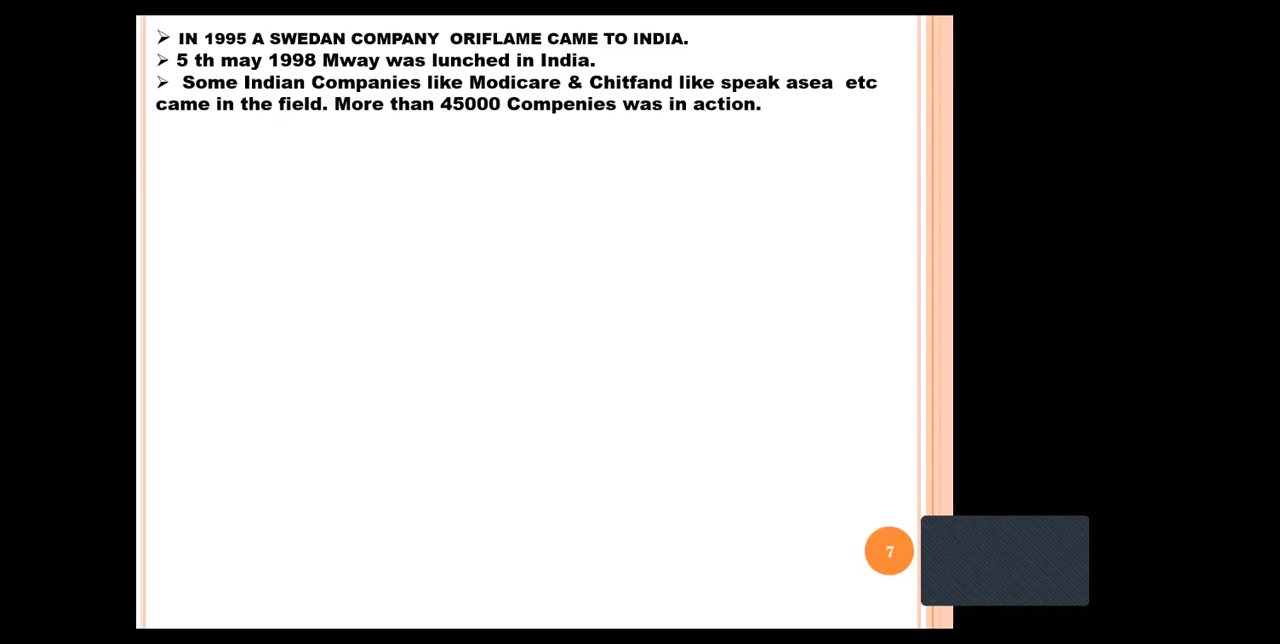 ➢ IN 1995 A SWEDAN COMPANY ORIFLAME CAME TO INDIA.
➢ 5 th may 1998 Mway was lunched in India.
➢ Some Indian Companies like Modicare & Chitfand like speak asea etc
came in the field. More than 45000 Compenies was in action.
7